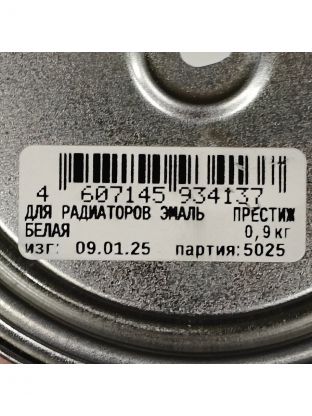 4 607145 934137
ДЛЯ РАДИАТОРОВ ЭМАЛЬ ПРЕСТИЖ
БЕЛАЯ 0,9 кг
изг: 09.01.25 партия:5025